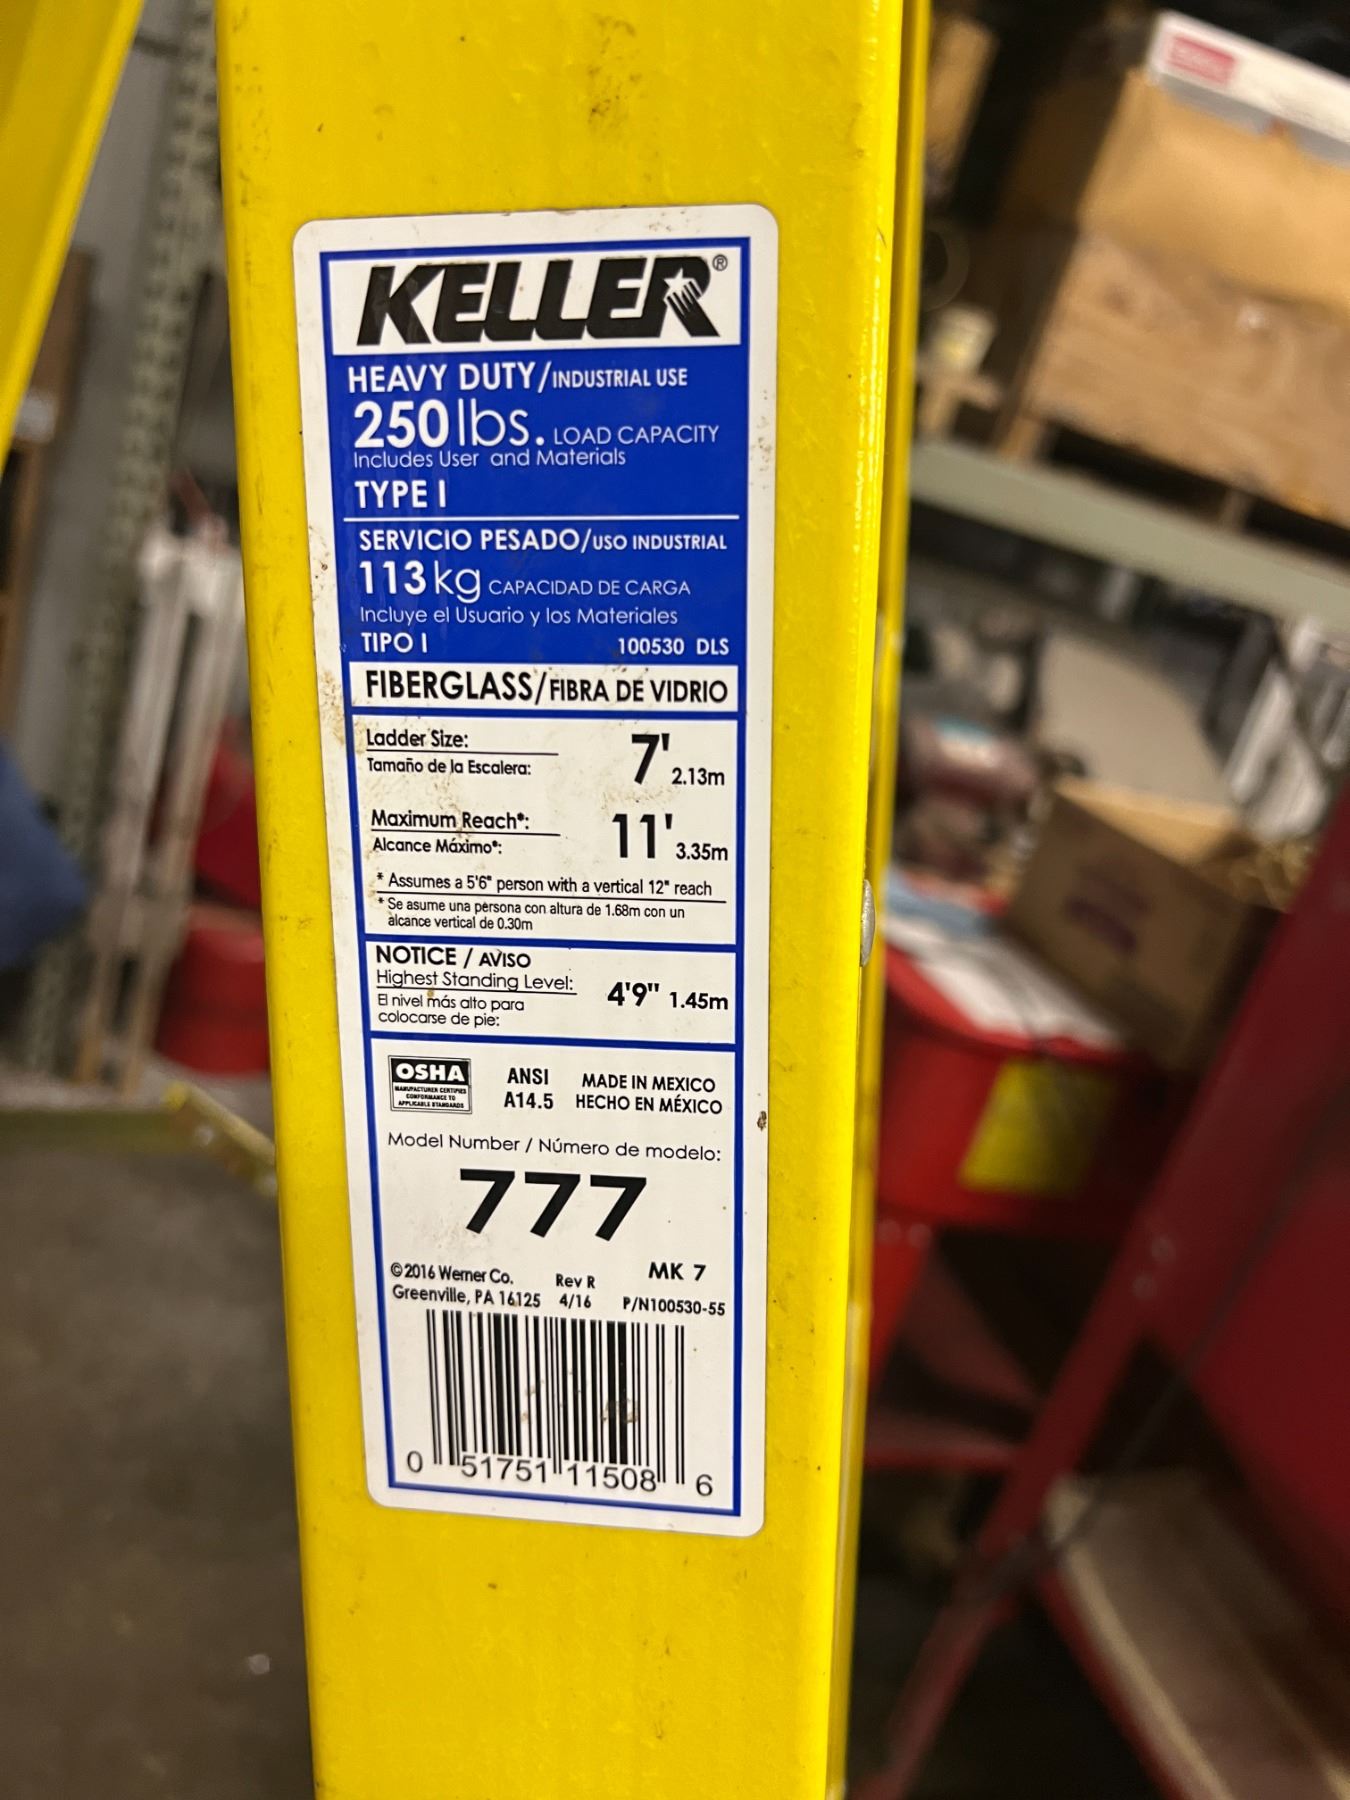 KELLER®
HEAVY DUTY/INDUSTRIAL USE
250 lbs. LOAD CAPACITY
Includes User and Materials
TYPE I
SERVICIO PESADO/USO INDUSTRIAL
113 kg CAPACIDAD DE CARGA
Incluye el Usuario y los Materiales
TIPO I 100530 DLS
FIBERGLASS/FIBRA DE VIDRIO
Ladder Size: 7' 2.13m
Tamaño de la Escalera:
Maximum Reach*: 11' 3.35m
Alcance Máximo*:
* Assumes a 5'6" person with a vertical 12" reach
* Se asume una persona con altura de 1.68m con un
alcance vertical de 0.30m
NOTICE / AVISO
Highest Standing Level: 4'9" 1.45m
El nivel más alto para
colocarse de pie:
OSHA
MANUFACTURER CERTIFIES
CONFORMANCE TO
APPLICABLE STANDARDS
ANSI
A14.5
MADE IN MEXICO
HECHO EN MÉXICO
Model Number / Número de modelo:
777
©2016 Werner Co. Rev R MK 7
Greenville, PA 16125 4/16 P/N100530-55
0 51751 11508 6